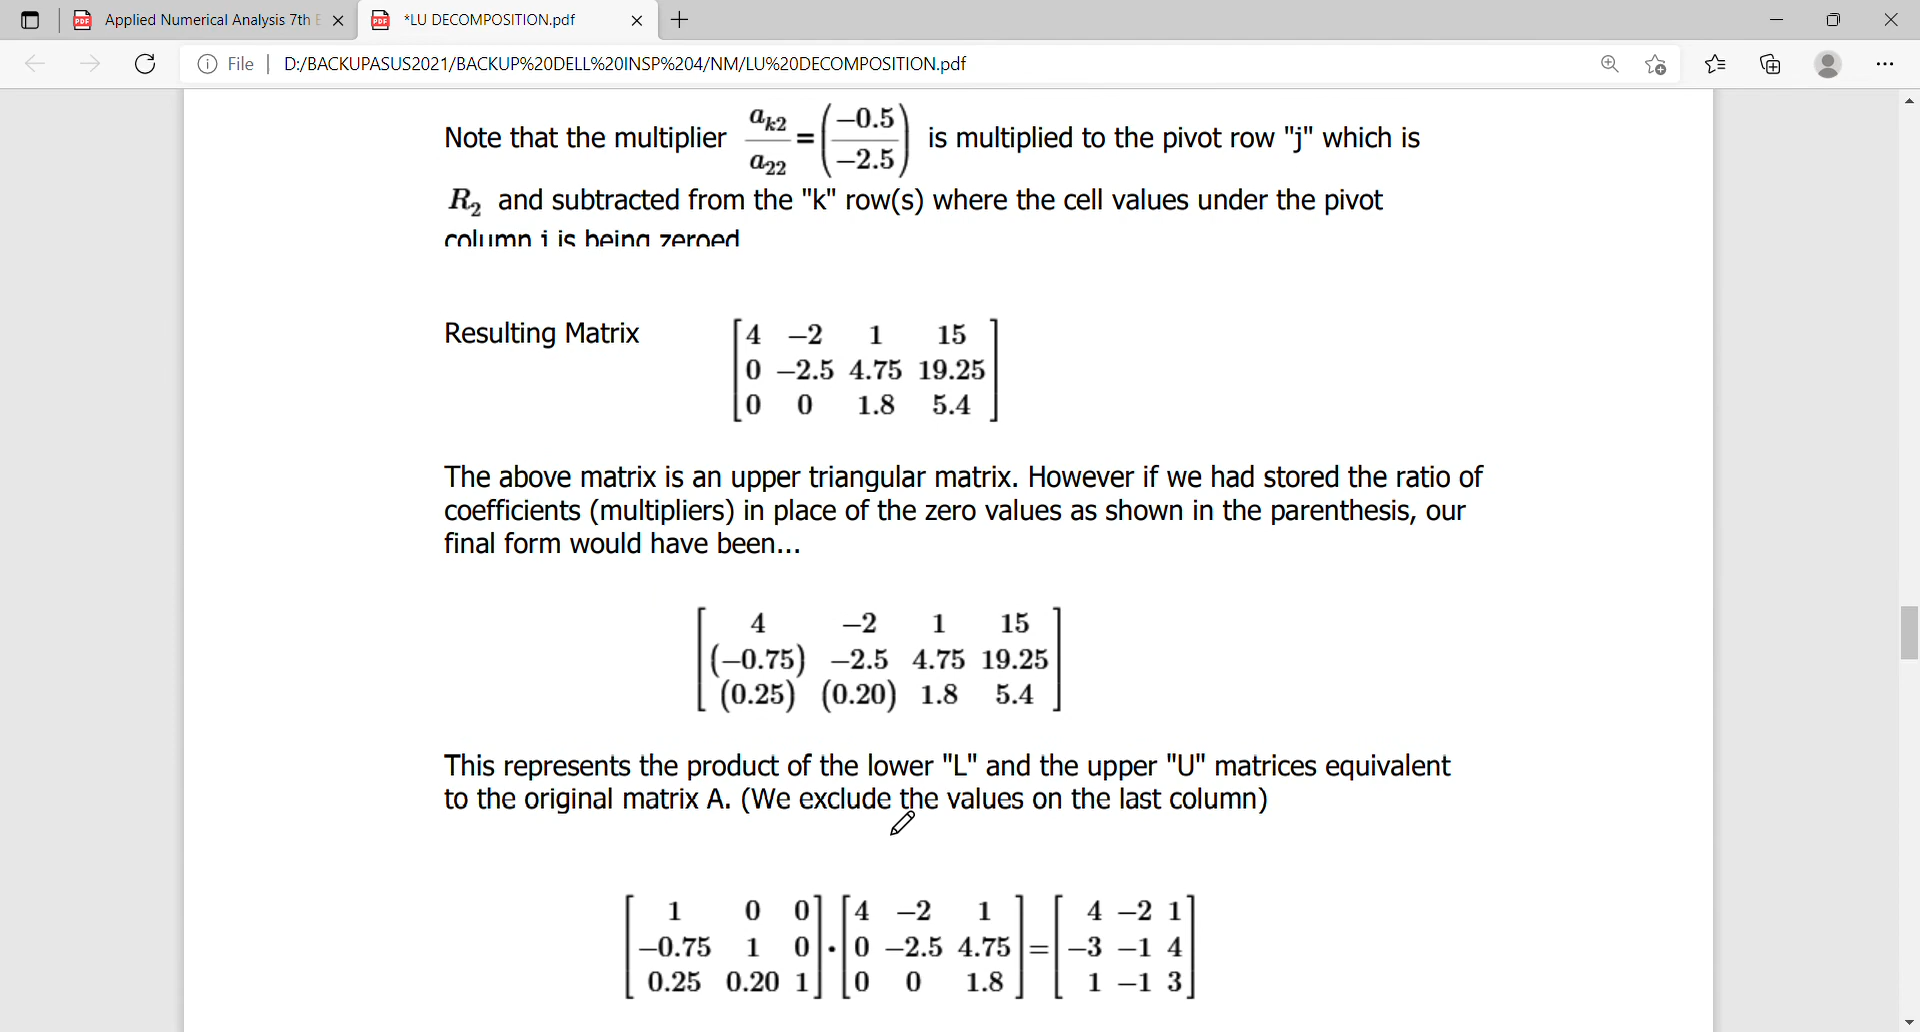 Applied Numerical Analysis 7th E
*LU DECOMPOSITION.pdf
File | D:/BACKUPASUS2021/BACKUP%20DELL%20INSP%204/NM/LU%20DECOMPOSITION.pdf
Note that the multiplier a_k2 / a_22 = (−0.5 / −2.5) is multiplied to the pivot row "j" which is
R_2 and subtracted from the "k" row(s) where the cell values under the pivot
column j is being zeroed
Resulting Matrix
4 −2 1 15
0 −2.5 4.75 19.25
0 0 1.8 5.4
The above matrix is an upper triangular matrix. However if we had stored the ratio of
coefficients (multipliers) in place of the zero values as shown in the parenthesis, our
final form would have been...
4 −2 1 15
(−0.75) −2.5 4.75 19.25
(0.25) (0.20) 1.8 5.4
This represents the product of the lower "L" and the upper "U" matrices equivalent
to the original matrix A. (We exclude the values on the last column)
1 0 0 4 −2 1 4 −2 1
−0.75 1 0 · 0 −2.5 4.75 = −3 −1 4
0.25 0.20 1 0 0 1.8 1 −1 3